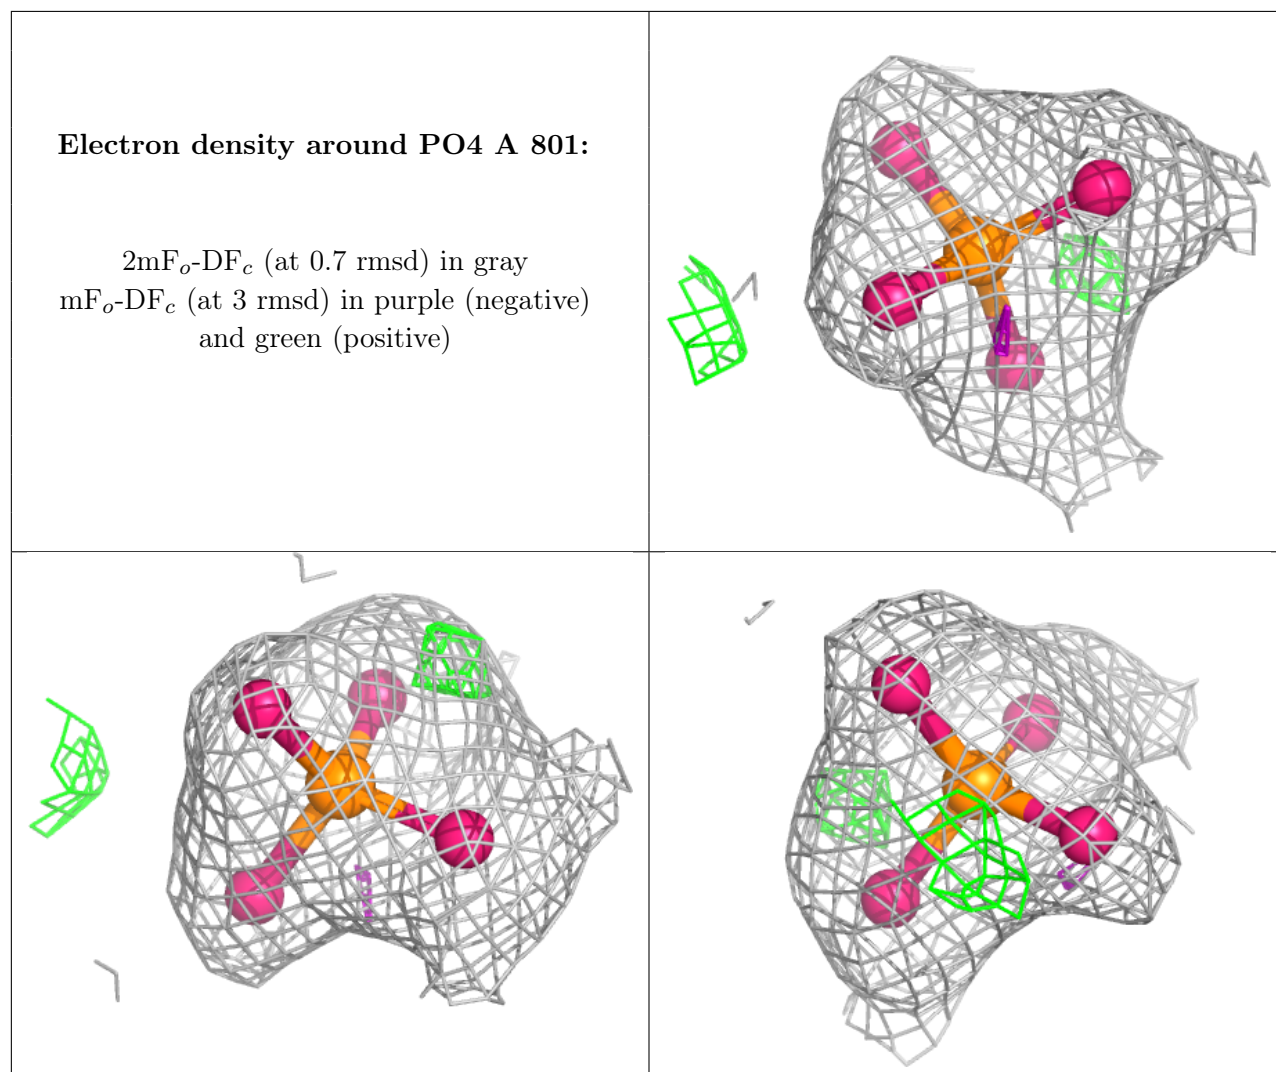 Electron density around PO4 A 801:
2mFo-DFc (at 0.7 rmsd) in gray
mFo-DFc (at 3 rmsd) in purple (negative)
and green (positive)